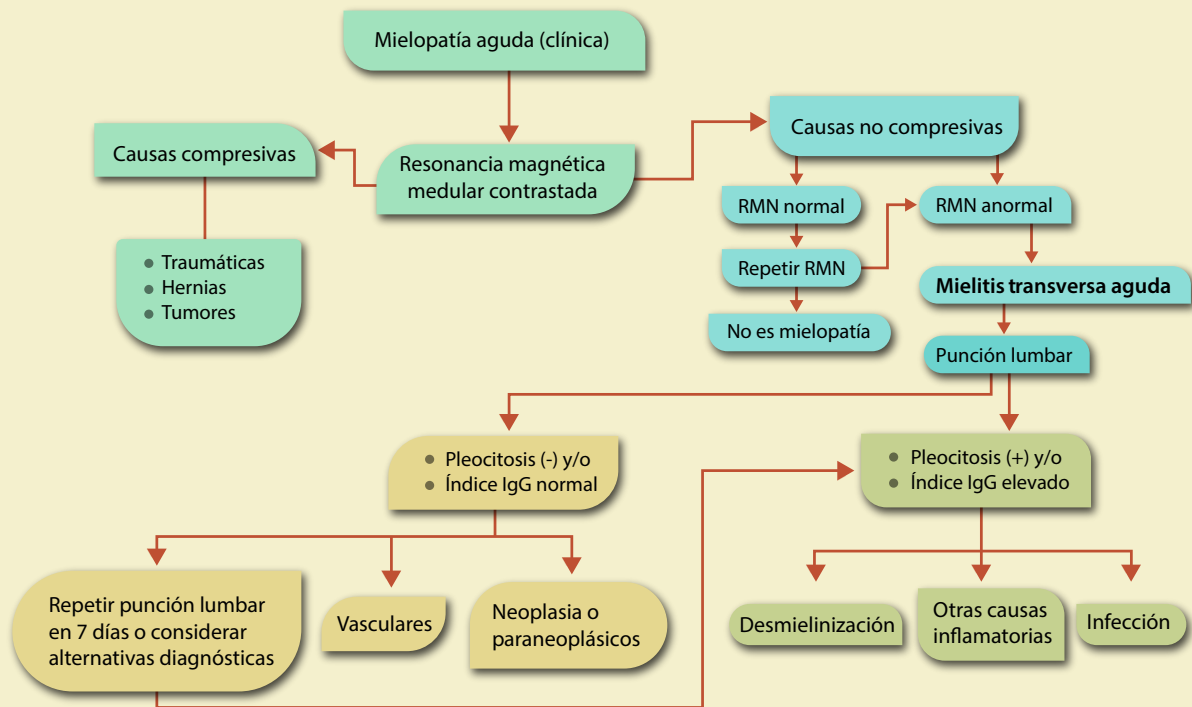 Mielopatía aguda (clínica)
Causas compresivas
Resonancia magnética
medular contrastada
Causas no compresivas
RMN normal
RMN anormal
Traumáticas
Hernias
Tumores
Repetir RMN
Mielitis transversa aguda
No es mielopatía
Punción lumbar
Pleocitosis (-) y/o
Índice IgG normal
Pleocitosis (+) y/o
Índice IgG elevado
Repetir punción lumbar
en 7 días o considerar
alternativas diagnósticas
Vasculares
Neoplasia o
paraneoplásicos
Desmielinización
Otras causas
inflamatorias
Infección